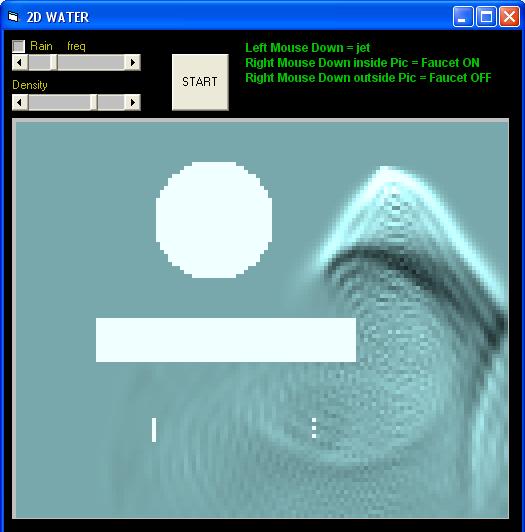 2D WATER
Rain freq
Density
START
Left Mouse Down = jet
Right Mouse Down inside Pic = Faucet ON
Right Mouse Down outside Pic = Faucet OFF